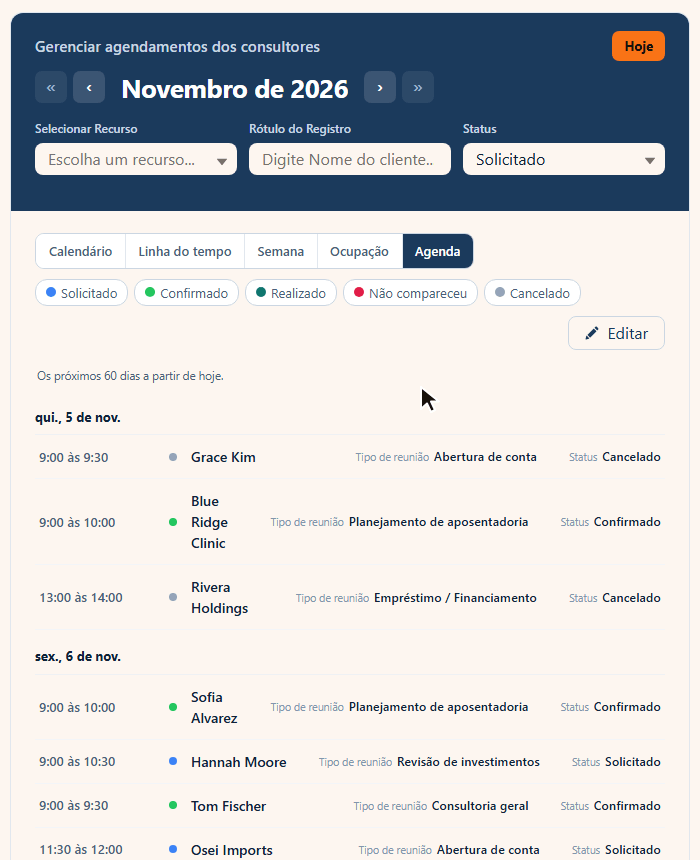 Gerenciar agendamentos dos consultores
Hoje
« ‹ Novembro de 2026 › »
Selecionar Recurso Rótulo do Registro Status
Escolha um recurso... Digite Nome do cliente.. Solicitado
Calendário Linha do tempo Semana Ocupação Agenda
Solicitado Confirmado Realizado Não compareceu Cancelado
Editar
Os próximos 60 dias a partir de hoje.
qui., 5 de nov.
9:00 às 9:30 Grace Kim Tipo de reunião Abertura de conta Status Cancelado
9:00 às 10:00 Blue Ridge Clinic Tipo de reunião Planejamento de aposentadoria Status Confirmado
13:00 às 14:00 Rivera Holdings Tipo de reunião Empréstimo / Financiamento Status Cancelado
sex., 6 de nov.
9:00 às 10:00 Sofia Alvarez Tipo de reunião Planejamento de aposentadoria Status Confirmado
9:00 às 10:30 Hannah Moore Tipo de reunião Revisão de investimentos Status Solicitado
9:00 às 9:30 Tom Fischer Tipo de reunião Consultoria geral Status Confirmado
11:30 às 12:00 Osei Imports Tipo de reunião Abertura de conta Status Solicitado